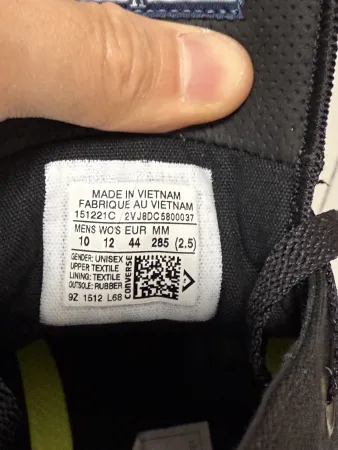 MADE IN VIETNAM
FABRIQUE AU VIETNAM
151221C / 2VJ8DC5800037
MENS WO'S EUR MM
10 12 44 285 (2.5)
GENDER: UNISEX
UPPER: TEXTILE
LINING: TEXTILE
OUTSOLE: RUBBER
9Z 1512 L68
CONVERSE